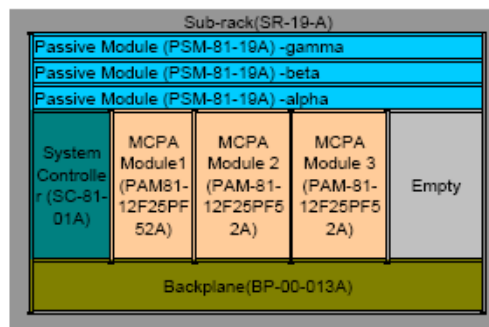 Sub-rack(SR-19-A)
Passive Module (PSM-81-19A) -gamma
Passive Module (PSM-81-19A) -beta
Passive Module (PSM-81-19A) -alpha
System
Controlle
r (SC-81-
01A)
MCPA
Module1
(PAM81-
12F25PF
52A)
MCPA
Module 2
(PAM-81-
12F25PF5
2A)
MCPA
Module 3
(PAM-81-
12F25PF5
2A)
Empty
Backplane(BP-00-013A)